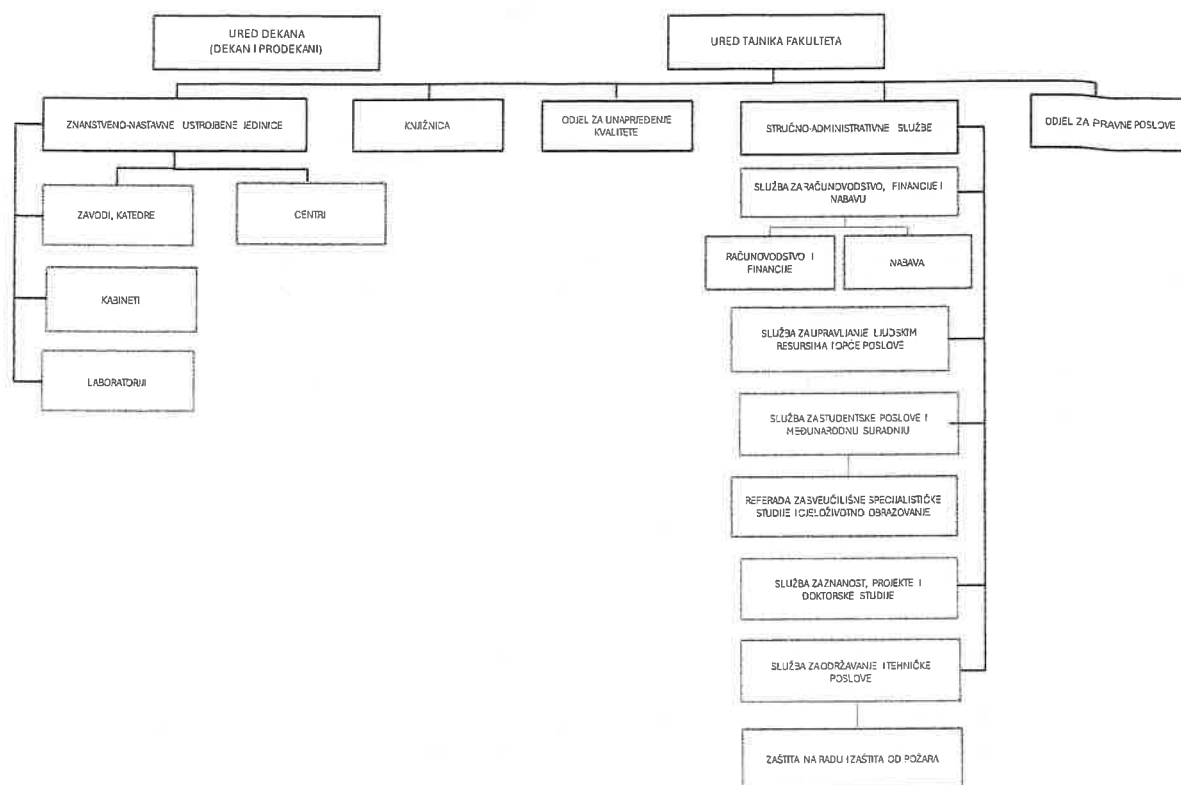 URED DEKANA
(DEKAN I PRODEKANI)
URED TAJNIKA FAKULTETA
ZNANSTVENO-NASTAVNE USTROJBENE JEDINICE
KNJIŽNICA
ODJEL ZA UNAPRJEĐENJE
KVALITETE
STRUČNO-ADMINISTRATIVNE SLUŽBE
ODJEL ZA PRAVNE POSLOVE
ZAVODI, KATEDRE
CENTRI
KABINETI
LABORATORIJI
SLUŽBA ZA RAČUNOVODSTVO, FINANCIJE I
NABAVU
RAČUNOVODSTVO I
FINANCIJE
NABAVA
SLUŽBA ZA UPRAVLJANJE LJUDSKIM
RESURSIMA I OPĆE POSLOVE
SLUŽBA ZA STUDENTSKE POSLOVE I
MEĐUNARODNU SURADNJU
REFERADA ZA SVEUČILIŠNE SPECIJALISTIČKE
STUDIJE I CJELOŽIVOTNO OBRAZOVANJE
SLUŽBA ZA ZNANOST, PROJEKTE I
DOKTORSKE STUDIJE
SLUŽBA ZA ODRŽAVANJE I TEHNIČKE
POSLOVE
ZAŠTITA NA RADU I ZAŠTITA OD POŽARA